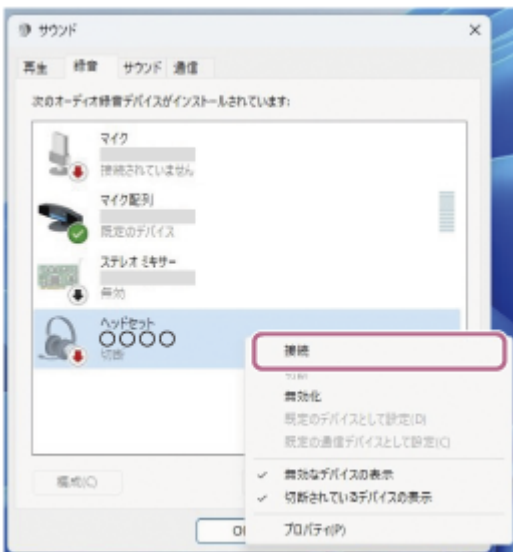 サウンド
再生 録音 サウンド 通信
次のオーディオ録音デバイスがインストールされています:
マイク
接続されていません
マイク配列
既定のデバイス
ステレオ ミキサー
無効
ヘッドセット
○○○○
切断
接続
切断
無効化
既定のデバイスとして設定(D)
既定の通信デバイスとして設定(C)
無効なデバイスの表示
切断されているデバイスの表示
プロパティ(P)
構成(C)